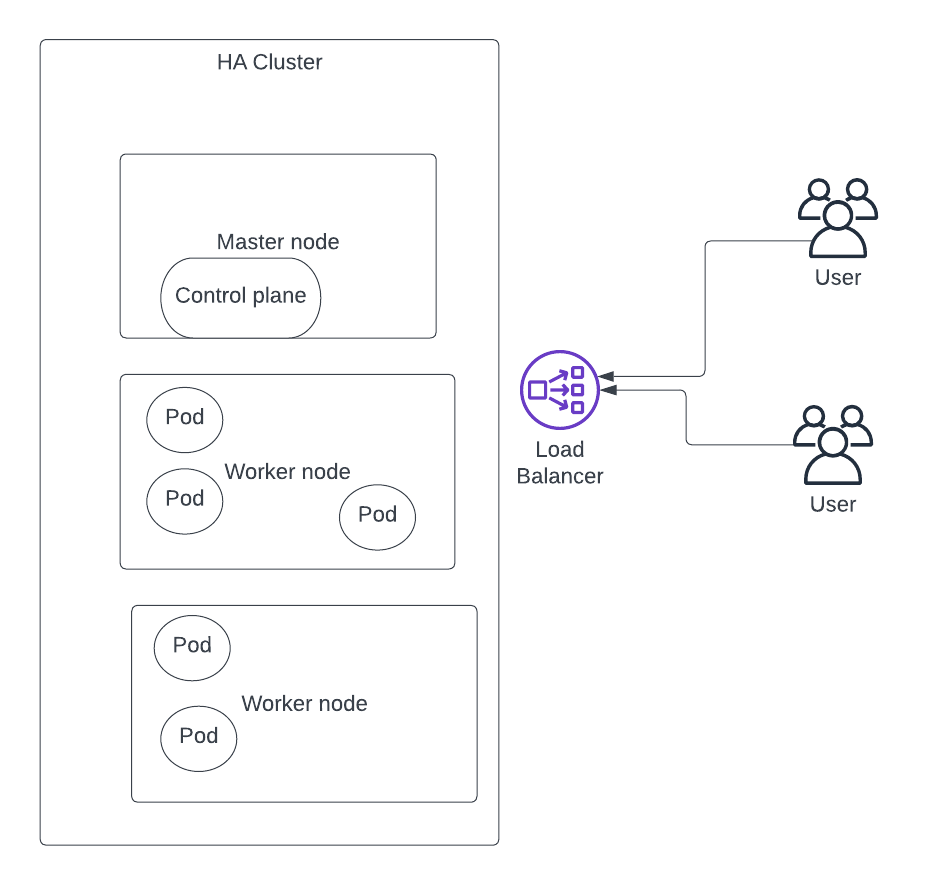 HA Cluster
Master node
Control plane
Pod
Worker node
Pod
Pod
Pod
Worker node
Pod
Load
Balancer
User
User